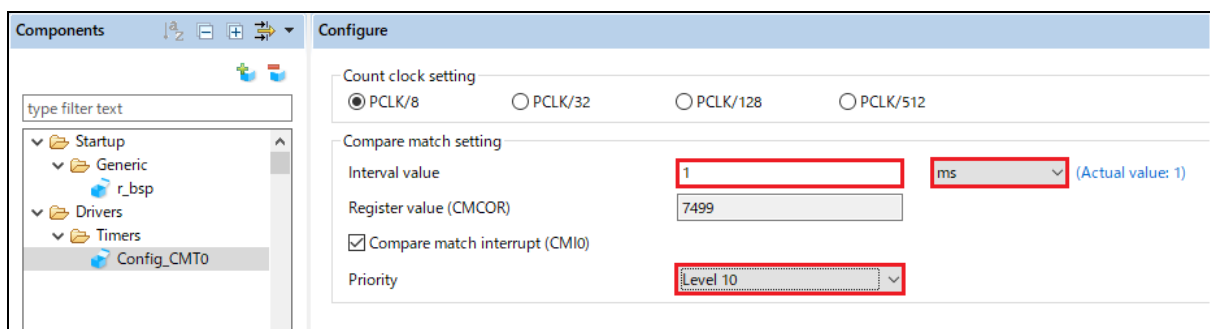 Components
Configure
type filter text
Startup
Generic
r_bsp
Drivers
Timers
Config_CMT0
Count clock setting
PCLK/8 PCLK/32 PCLK/128 PCLK/512
Compare match setting
Interval value 1 ms (Actual value: 1)
Register value (CMCOR) 7499
Compare match interrupt (CMI0)
Priority Level 10